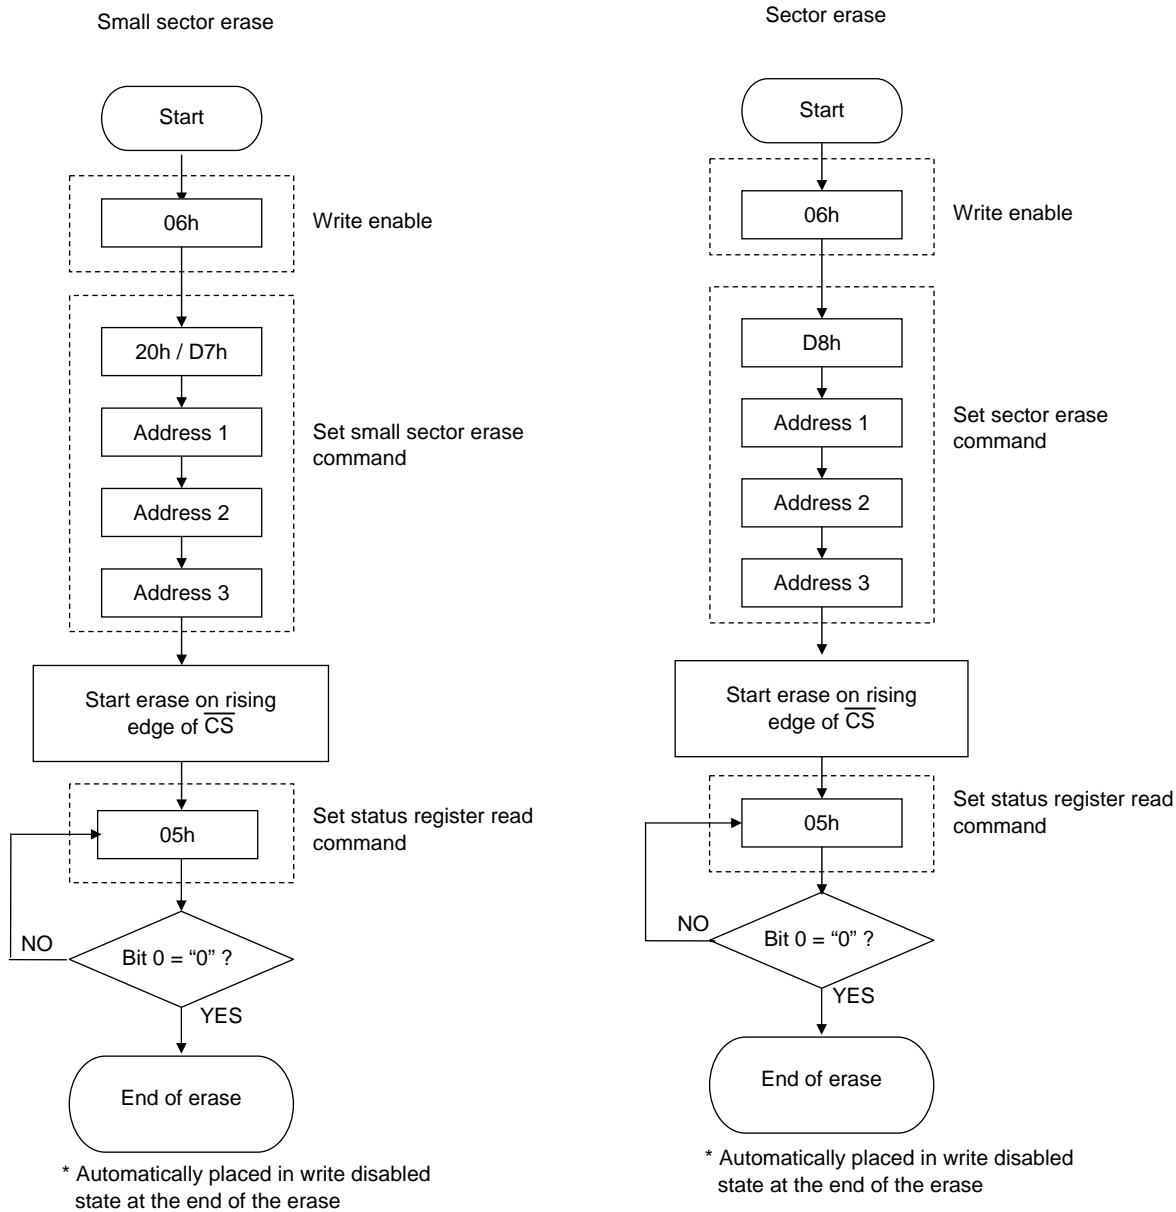 Small sector erase
Start
06h
Write enable
20h / D7h
Address 1
Set small sector erase
command
Address 2
Address 3
Start erase on rising
edge of C̅S̅
05h
Set status register read
command
NO
Bit 0 = “0” ?
YES
End of erase
* Automatically placed in write disabled
state at the end of the erase
Sector erase
Start
06h
Write enable
D8h
Address 1
Set sector erase
command
Address 2
Address 3
Start erase on rising
edge of C̅S̅
05h
Set status register read
command
NO
Bit 0 = “0” ?
YES
End of erase
* Automatically placed in write disabled
state at the end of the erase